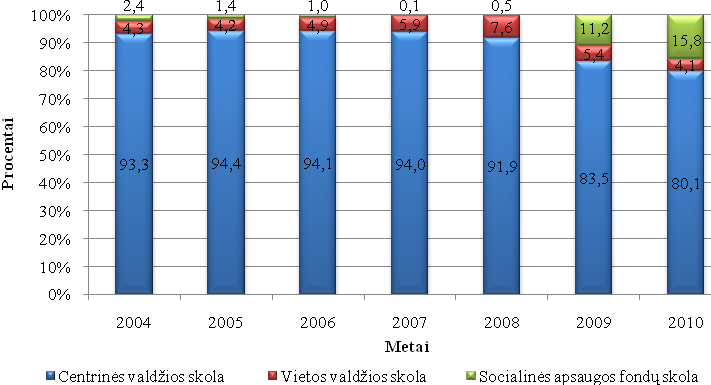 2,4 1,4 1,0 0,1 0,5
100% 4,3 4,2 4,9 5,9 7,6 11,2 15,8
90% 5,4 4,1
80%
70%
60%
50% 93,3 94,4 94,1 94,0 91,9 83,5 80,1
40%
30%
20%
10%
0%
Procentai
2004 2005 2006 2007 2008 2009 2010
Metai
Centrinės valdžios skola Vietos valdžios skola Socialinės apsaugos fondų skola